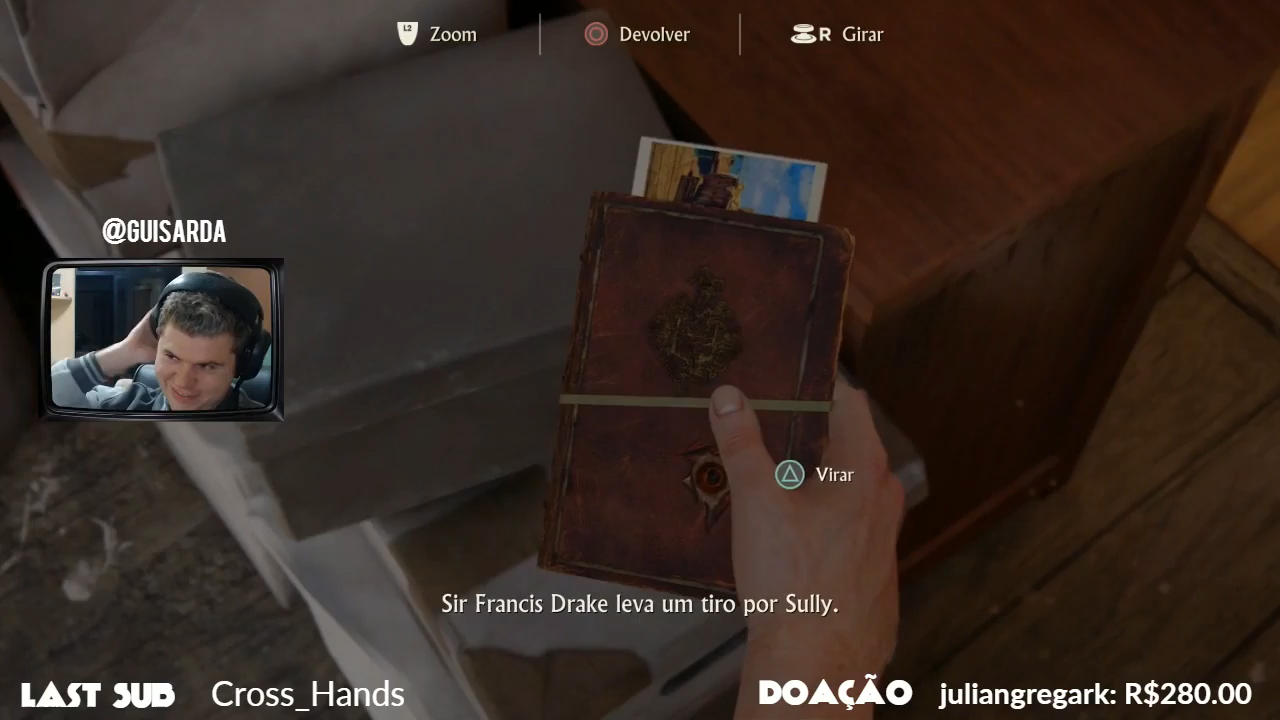 L2 Zoom
Devolver
R Girar
@GUISARDA
Virar
Sir Francis Drake leva um tiro por Sully.
LAST SUB Cross_Hands
DOAÇÃO juliangregark: R$280.00